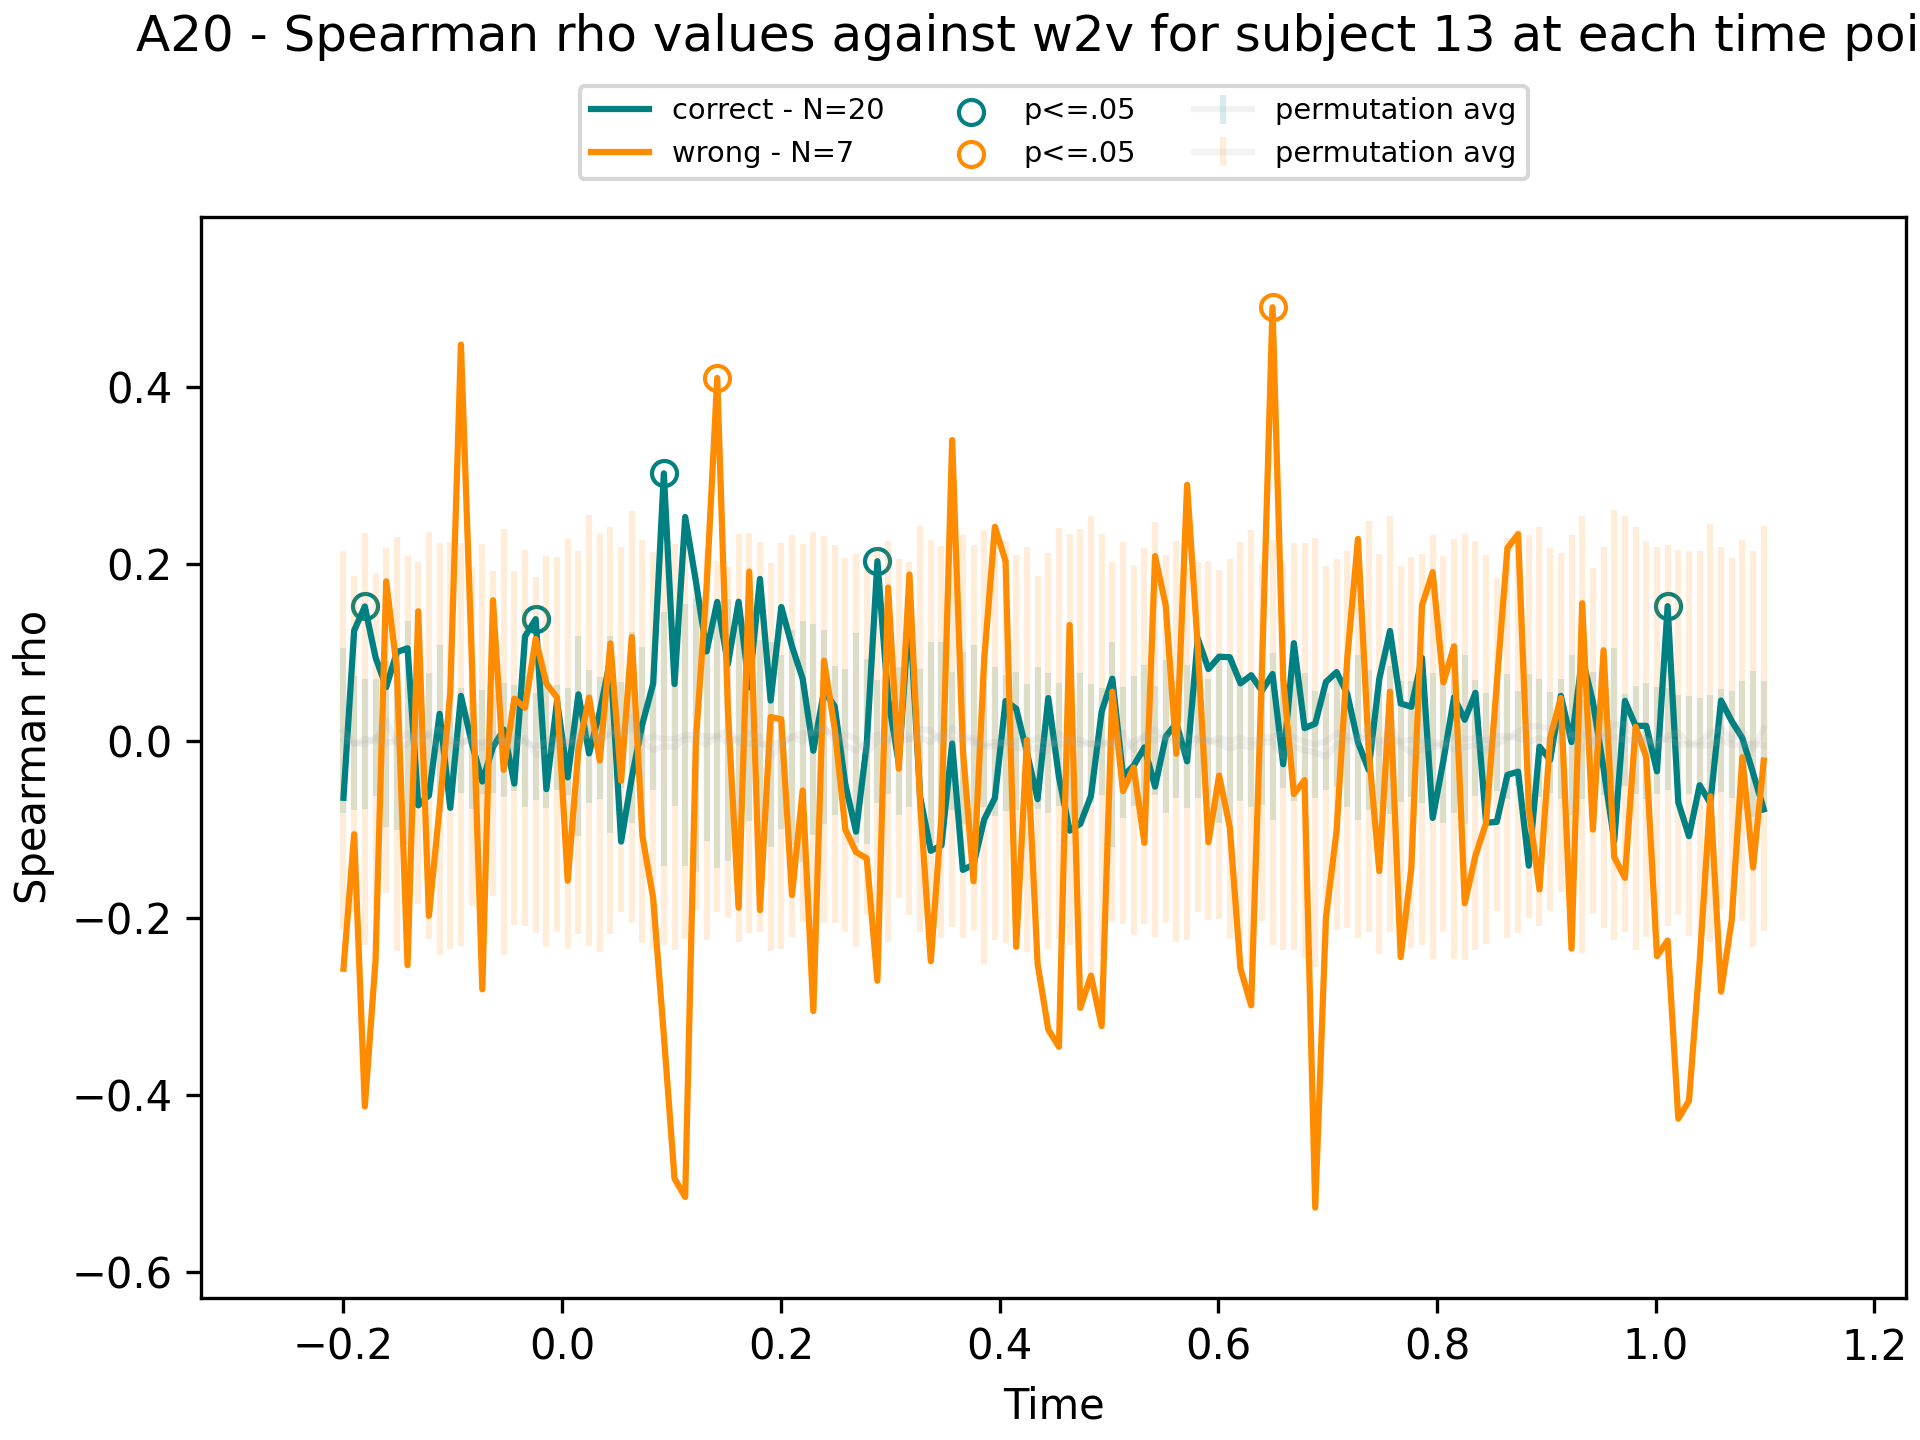 A20 - Spearman rho values against w2v for subject 13 at each time poi
correct - N=20
wrong - N=7
p<=.05
p<=.05
permutation avg
permutation avg
Spearman rho
0.4
0.2
0.0
−0.2
−0.4
−0.6
−0.2 0.0 0.2 0.4 0.6 0.8 1.0 1.2
Time